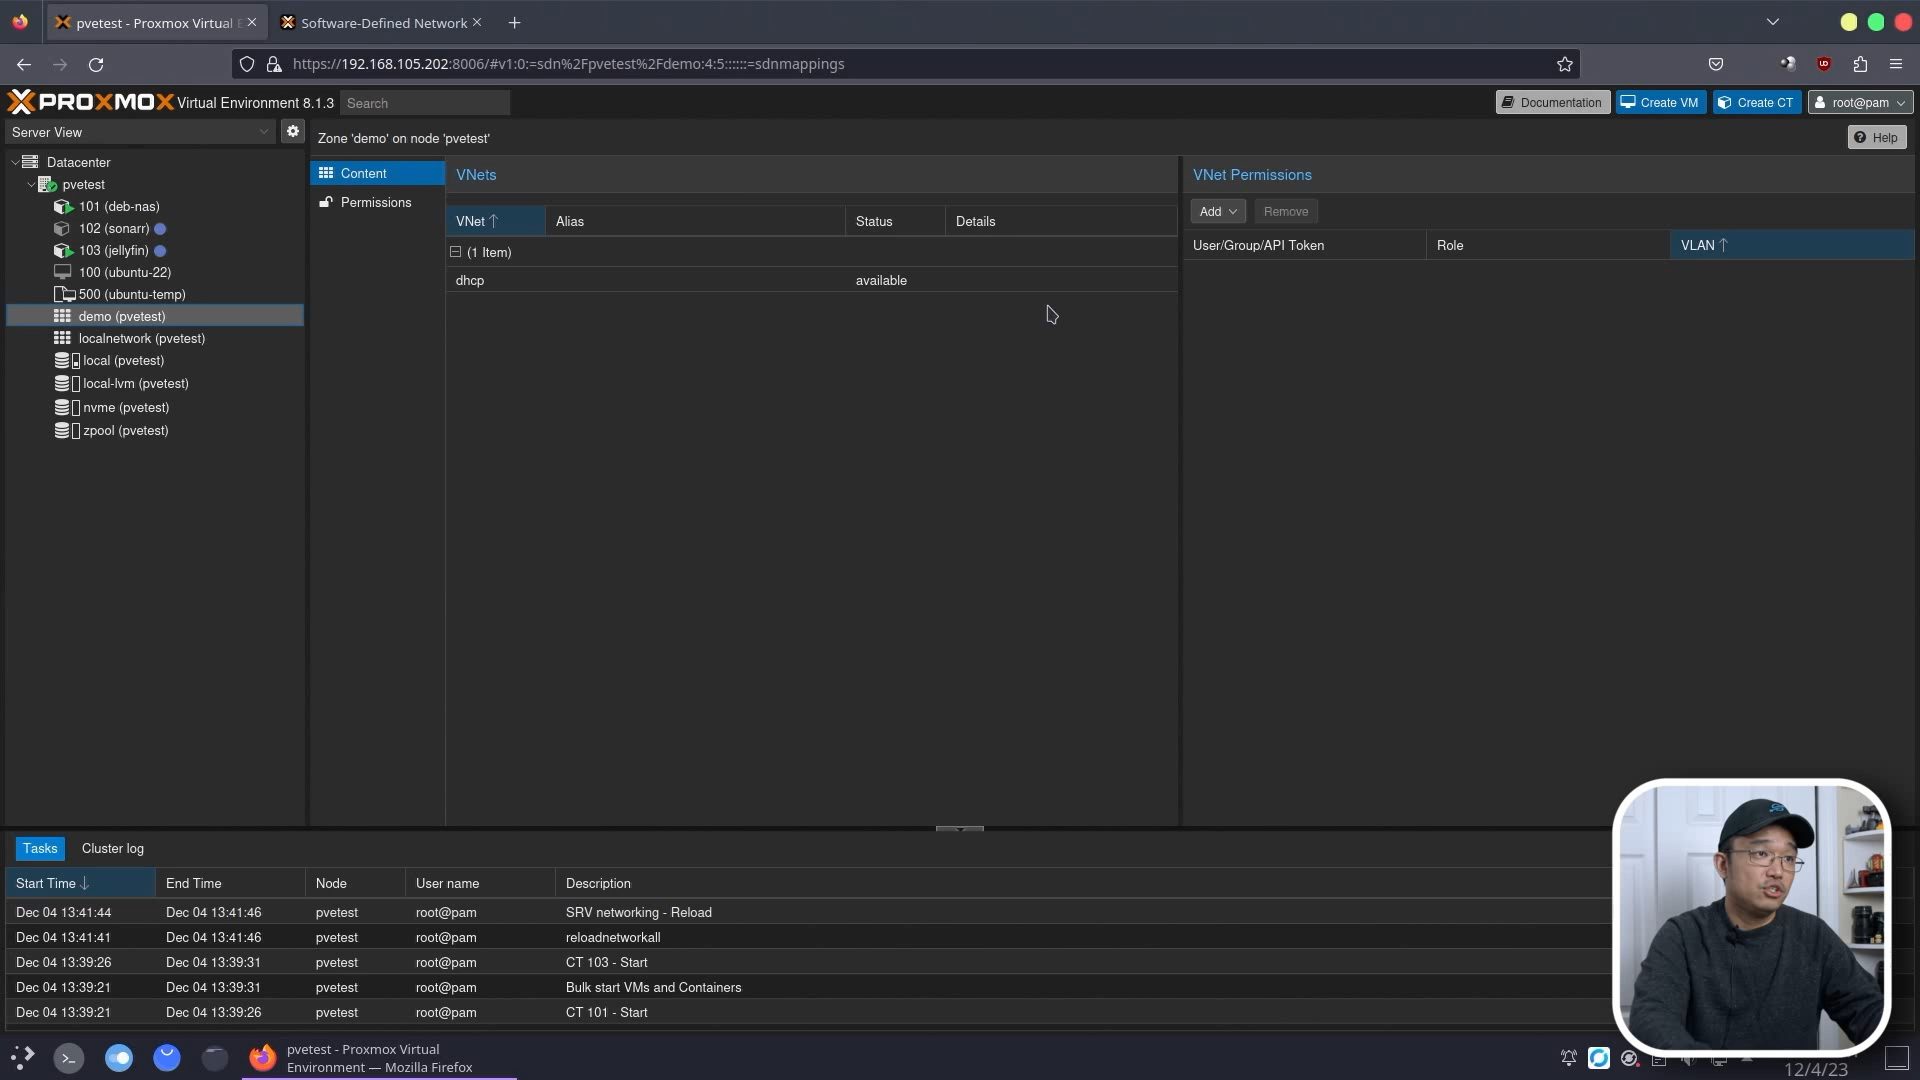 pvetest - Proxmox Virtual E
Software-Defined Network
https://192.168.105.202:8006/#v1:0:=sdn%2Fpvetest%2Fdemo:4:5::::::=sdnmappings
PROXMOX Virtual Environment 8.1.3
Search
Documentation
Create VM
Create CT
root@pam
Server View
Zone 'demo' on node 'pvetest'
Help
Datacenter
pvetest
101 (deb-nas)
102 (sonarr)
103 (jellyfin)
100 (ubuntu-22)
500 (ubuntu-temp)
demo (pvetest)
localnetwork (pvetest)
local (pvetest)
local-lvm (pvetest)
nvme (pvetest)
zpool (pvetest)
Content
Permissions
VNets
VNet Alias Status Details
(1 Item)
dhcp available
VNet Permissions
Add Remove
User/Group/API Token Role VLAN
Tasks Cluster log
Start Time End Time Node User name Description
Dec 04 13:41:44 Dec 04 13:41:46 pvetest root@pam SRV networking - Reload
Dec 04 13:41:41 Dec 04 13:41:46 pvetest root@pam reloadnetworkall
Dec 04 13:39:26 Dec 04 13:39:31 pvetest root@pam CT 103 - Start
Dec 04 13:39:21 Dec 04 13:39:31 pvetest root@pam Bulk start VMs and Containers
Dec 04 13:39:21 Dec 04 13:39:26 pvetest root@pam CT 101 - Start
pvetest - Proxmox Virtual
Environment — Mozilla Firefox
12/4/23